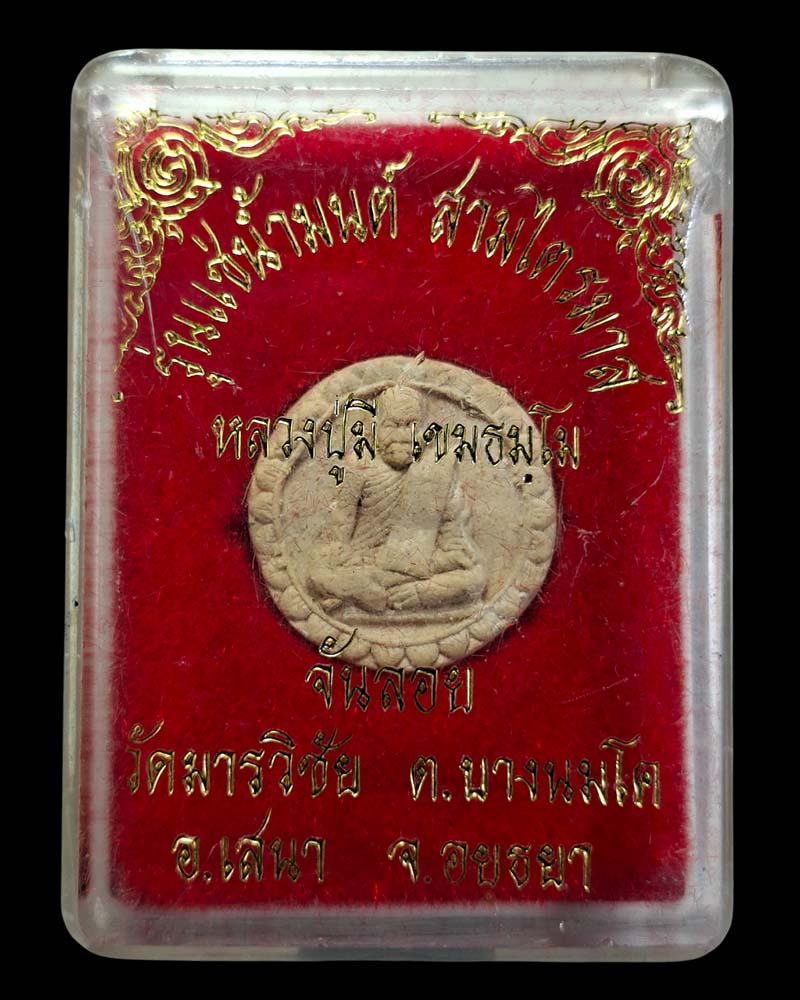 รุ่นแช่น้ำมนต์ สามไตรมาส
หลวงปู่มี เขมธมฺโม
จันลอย
วัดมารวิชัย ต.บางนมโค
อ.เสนา จ.อยุธยา